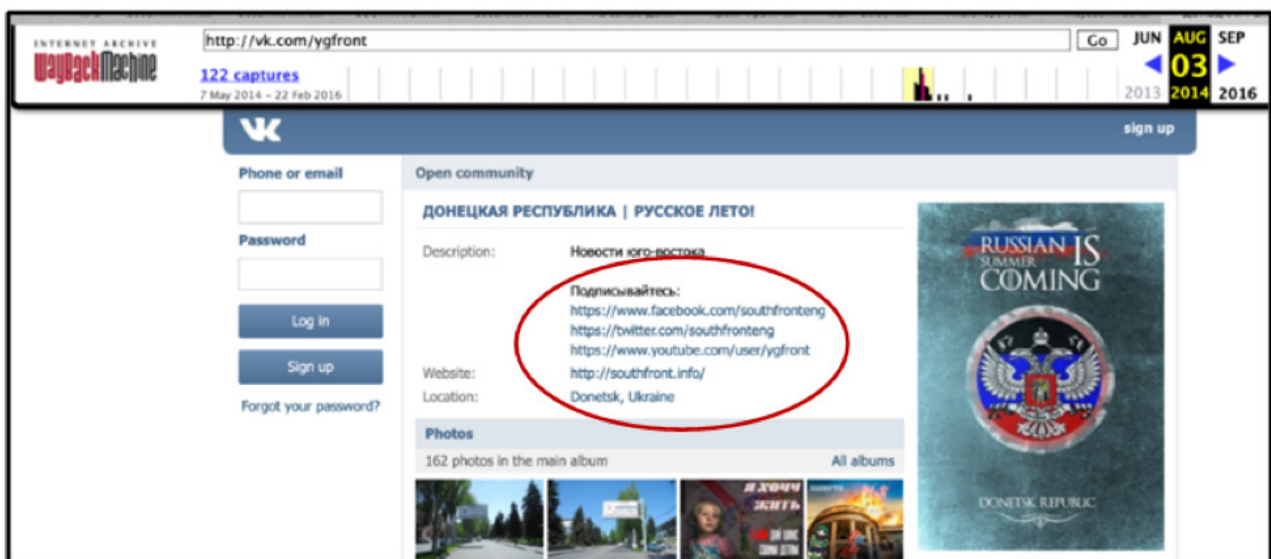 INTERNET ARCHIVE
WayBackMachine
http://vk.com/ygfront
Go
JUN AUG SEP
122 captures
03
7 May 2014 – 22 Feb 2016
2013 2014 2016
sign up
Phone or email
Open community
ДОНЕЦКАЯ РЕСПУБЛИКА | РУССКОЕ ЛЕТО!
Password
Description:
Новости юго-востока
Подписывайтесь:
https://www.facebook.com/southfronteng
https://twitter.com/southfronteng
https://www.youtube.com/user/ygfront
Log in
Sign up
Website:
http://southfront.info/
Location:
Donetsk, Ukraine
Forgot your password?
Photos
162 photos in the main album
All albums
Я ХОЧУ
ЖИТЬ
RUSSIAN IS
SUMMER
COMING
DONETSK REPUBLIC